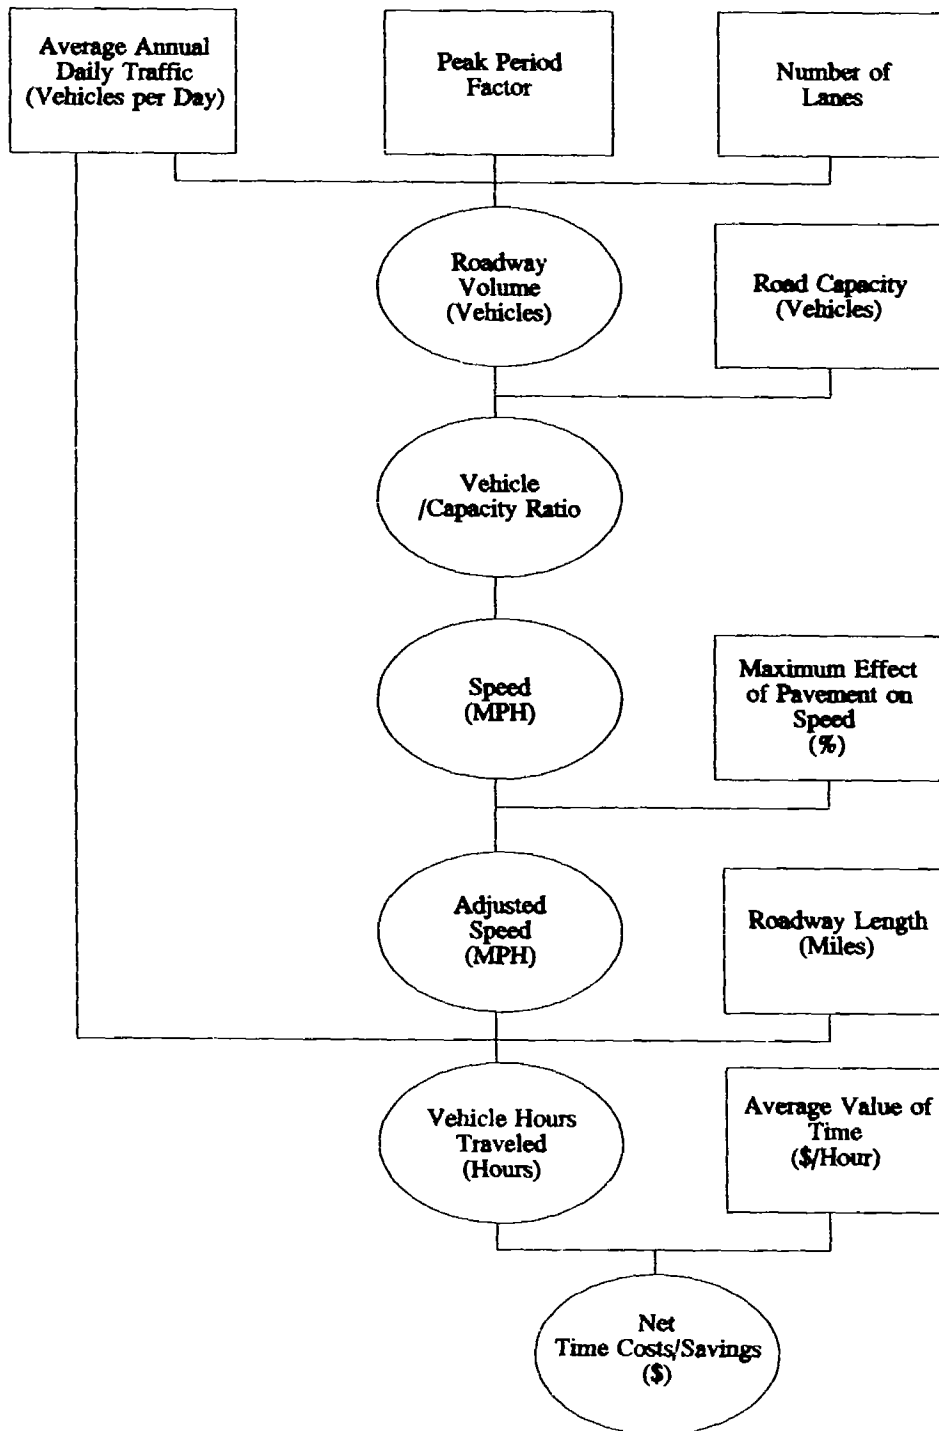 Average Annual
Daily Traffic
(Vehicles per Day)
Peak Period
Factor
Number of
Lanes
Roadway
Volume
(Vehicles)
Road Capacity
(Vehicles)
Vehicle
/Capacity Ratio
Speed
(MPH)
Maximum Effect
of Pavement on
Speed
(%)
Adjusted
Speed
(MPH)
Roadway Length
(Miles)
Vehicle Hours
Traveled
(Hours)
Average Value of
Time
($/Hour)
Net
Time Costs/Savings
($)